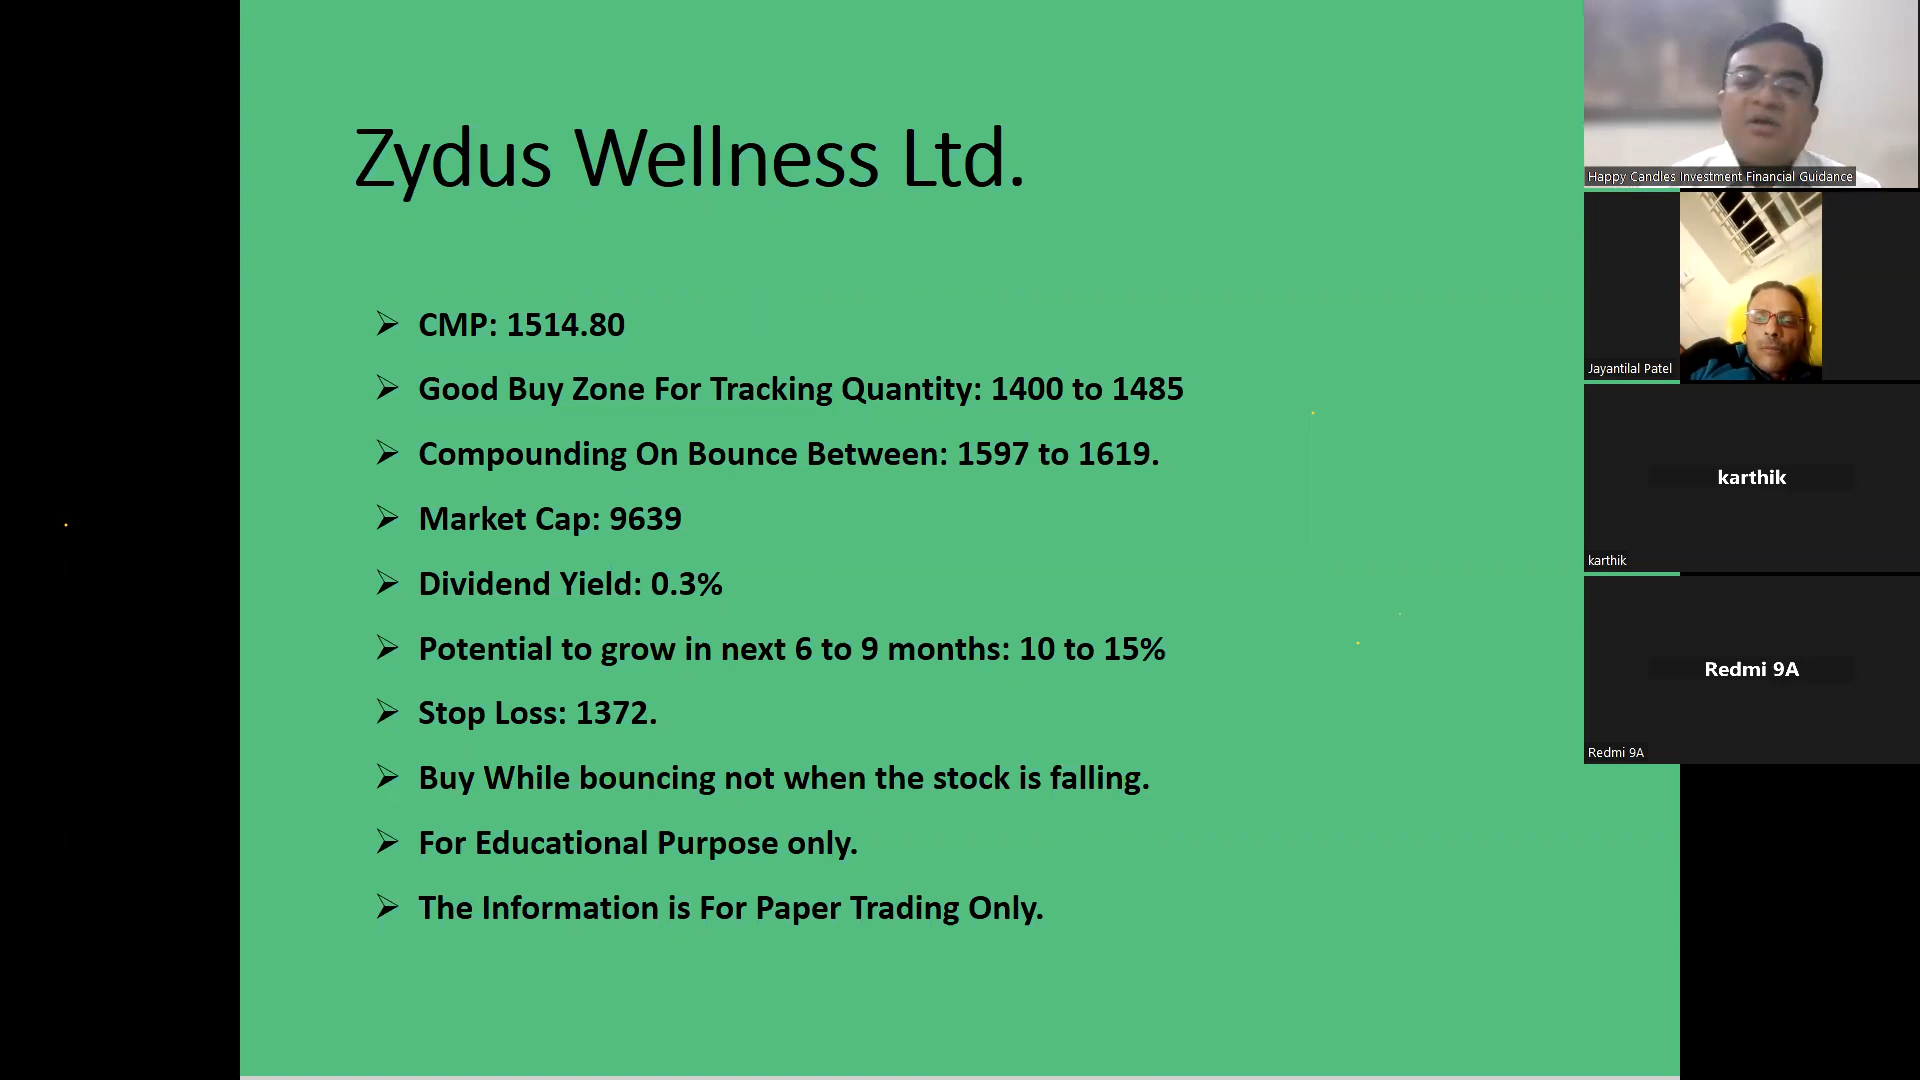 Zydus Wellness Ltd.
CMP: 1514.80
Good Buy Zone For Tracking Quantity: 1400 to 1485
Compounding On Bounce Between: 1597 to 1619.
Market Cap: 9639
Dividend Yield: 0.3%
Potential to grow in next 6 to 9 months: 10 to 15%
Stop Loss: 1372.
Buy While bouncing not when the stock is falling.
For Educational Purpose only.
The Information is For Paper Trading Only.
Happy Candles Investment Financial Guidance
Jayantilal Patel
karthik
karthik
Redmi 9A
Redmi 9A